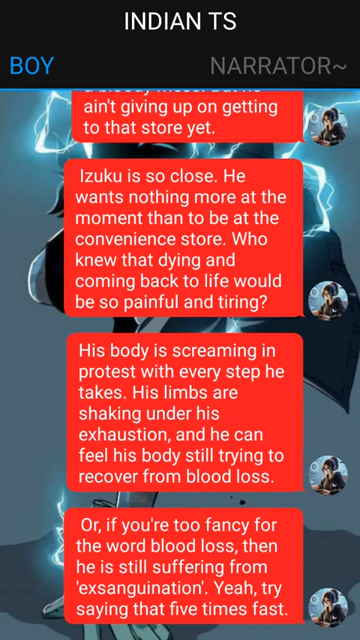 INDIAN TS
BOY
NARRATOR~
ain't giving up on getting
to that store yet.
Izuku is so close. He
wants nothing more at the
moment than to be at the
convenience store. Who
knew that dying and
coming back to life would
be so painful and tiring?
His body is screaming in
protest with every step he
takes. His limbs are
shaking under his
exhaustion, and he can
feel his body still trying to
recover from blood loss.
Or, if you're too fancy for
the word blood loss, then
he is still suffering from
'exsanguination'. Yeah, try
saying that five times fast.